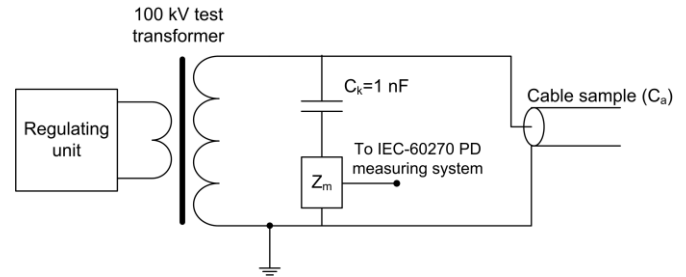 100 kV test
transformer
Regulating
unit
Cₖ=1 nF
Zₘ
To IEC-60270 PD
measuring system
Cable sample (Cₐ)